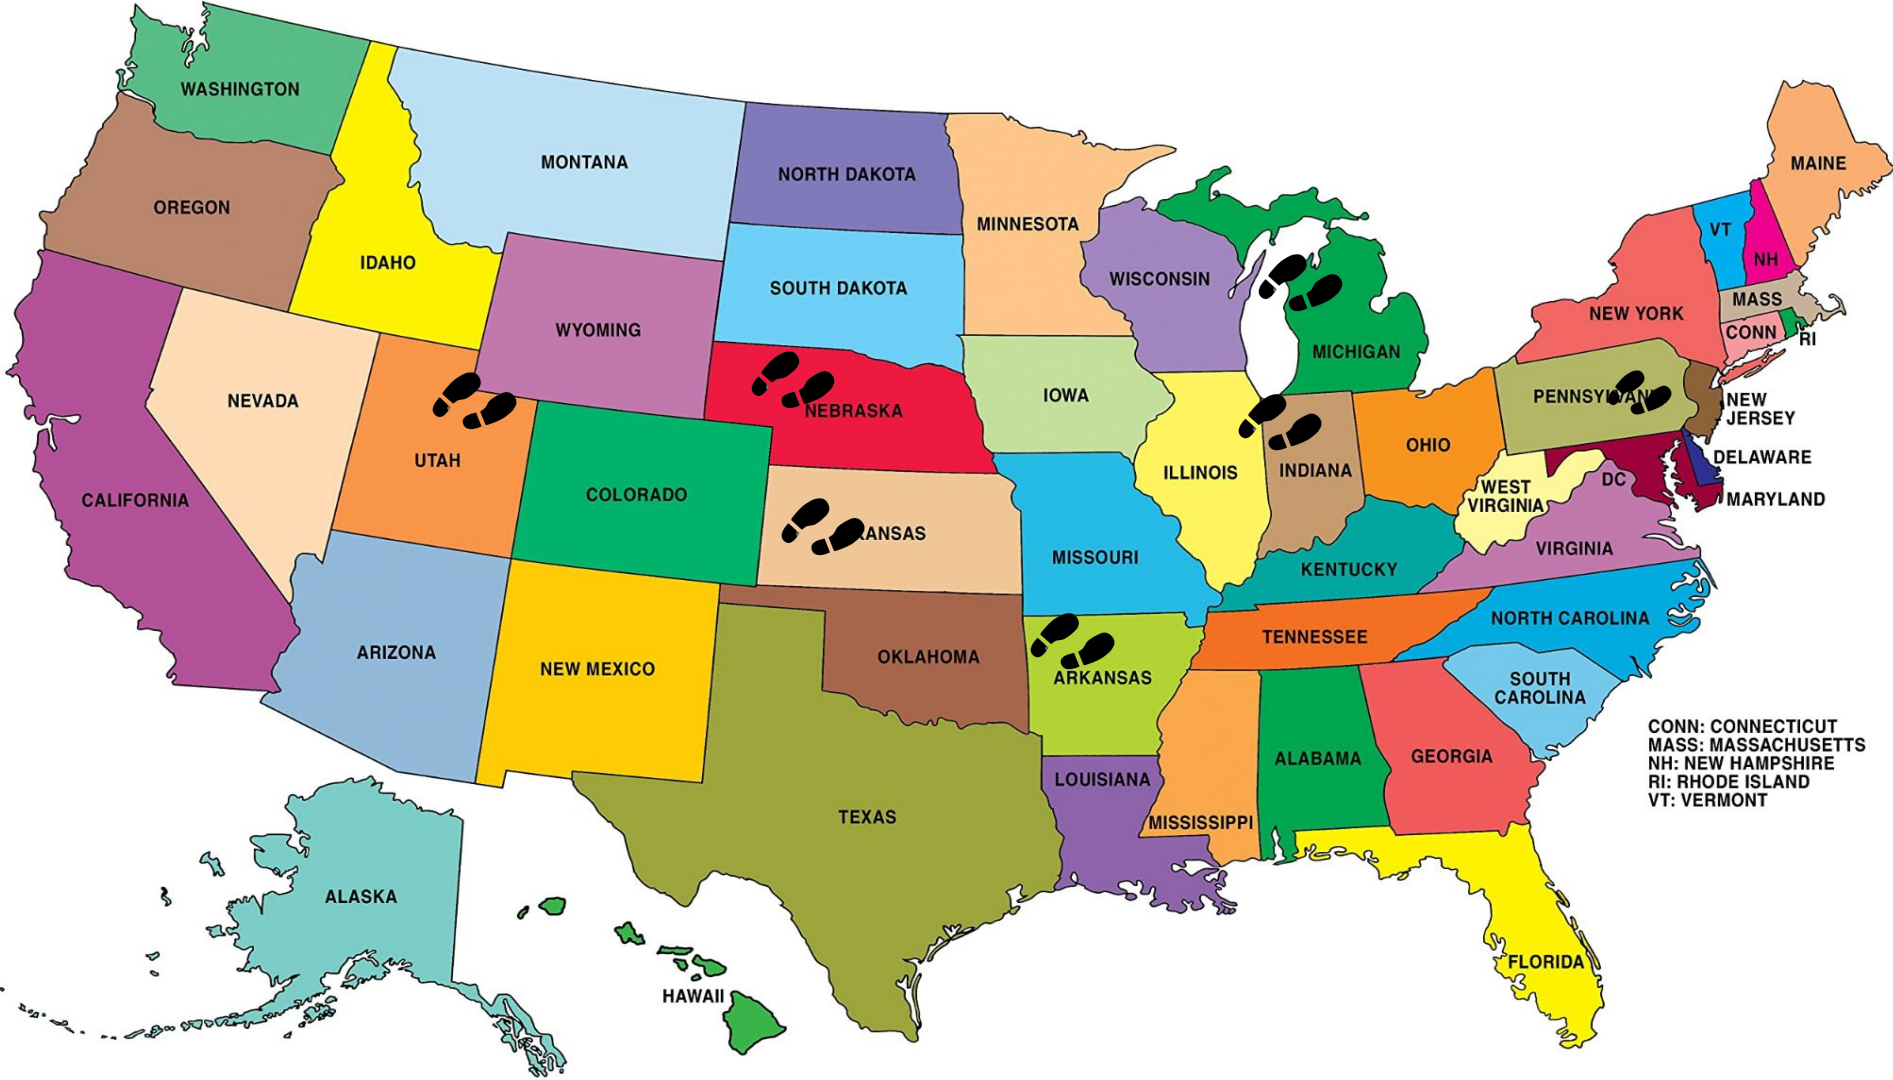 WASHINGTON
OREGON
IDAHO
MONTANA
NORTH DAKOTA
MINNESOTA
WISCONSIN
MICHIGAN
MAINE
VT
NH
MASS
CONN
RI
NEW YORK
SOUTH DAKOTA
WYOMING
NEVADA
UTAH
CALIFORNIA
COLORADO
NEBRASKA
IOWA
ILLINOIS
INDIANA
OHIO
PENNSYLVANIA
NEW
JERSEY
DELAWARE
MARYLAND
DC
WEST
VIRGINIA
VIRGINIA
KANSAS
MISSOURI
KENTUCKY
NORTH CAROLINA
TENNESSEE
ARIZONA
NEW MEXICO
OKLAHOMA
ARKANSAS
SOUTH
CAROLINA
TEXAS
LOUISIANA
MISSISSIPPI
ALABAMA
GEORGIA
FLORIDA
ALASKA
HAWAII
CONN: CONNECTICUT
MASS: MASSACHUSETTS
NH: NEW HAMPSHIRE
RI: RHODE ISLAND
VT: VERMONT